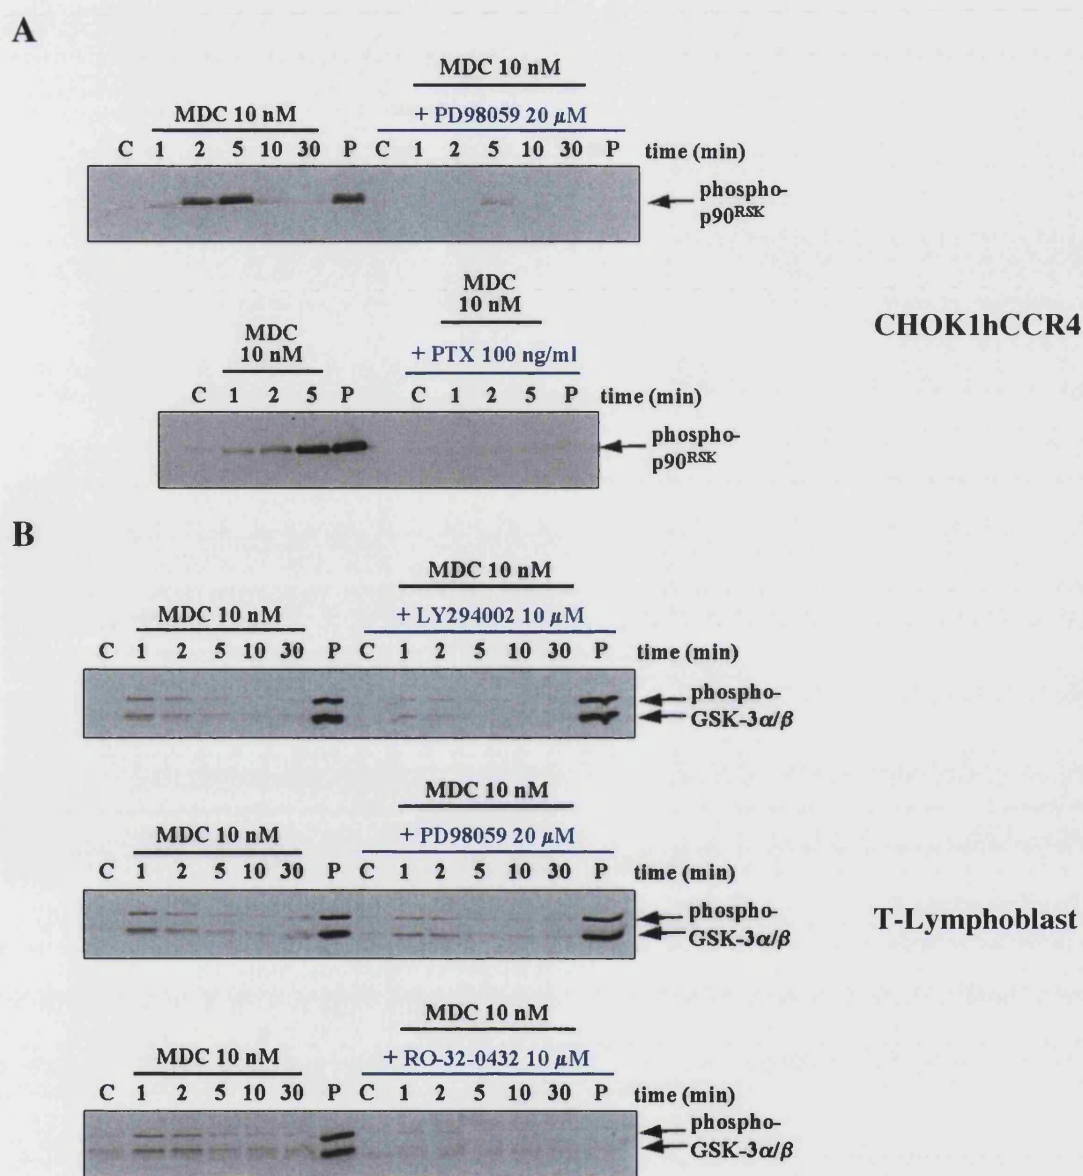 A
MDC 10 nM
MDC 10 nM + PD98059 20 µM
C 1 2 5 10 30 P C 1 2 5 10 30 P time (min)
phospho-
p90RSK
MDC
10 nM
MDC
10 nM + PTX 100 ng/ml
C 1 2 5 P C 1 2 5 P time (min)
phospho-
p90RSK
CHOK1hCCR4
B
MDC 10 nM
MDC 10 nM + LY294002 10 µM
C 1 2 5 10 30 P C 1 2 5 10 30 P time (min)
phospho-
GSK-3α/β
MDC 10 nM
MDC 10 nM + PD98059 20 µM
C 1 2 5 10 30 P C 1 2 5 10 30 P time (min)
phospho-
GSK-3α/β
T-Lymphoblast
MDC 10 nM
MDC 10 nM + RO-32-0432 10 µM
C 1 2 5 10 30 P C 1 2 5 10 30 P time (min)
phospho-
GSK-3α/β